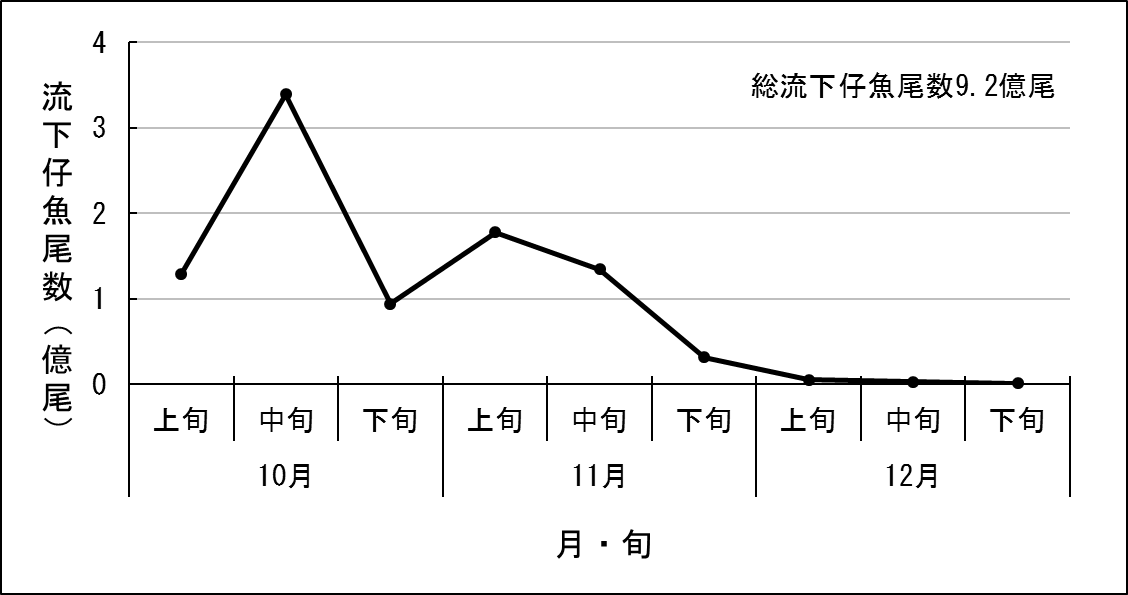 流下仔魚尾数（億尾）
4
3
2
1
0
総流下仔魚尾数9.2億尾
上旬 中旬 下旬 上旬 中旬 下旬 上旬 中旬 下旬
10月 11月 12月
月・旬